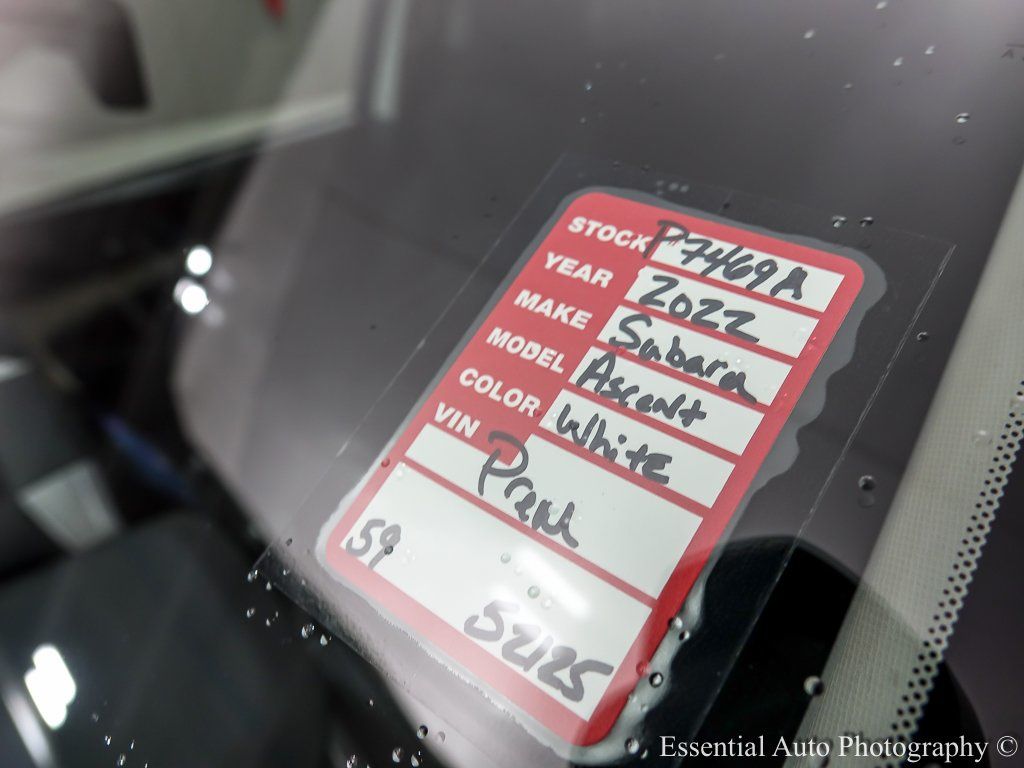 STOCK P7469A
YEAR 2022
MAKE Subaru
MODEL Ascent
COLOR White
VIN
Prem
59
52125
Essential Auto Photography ©